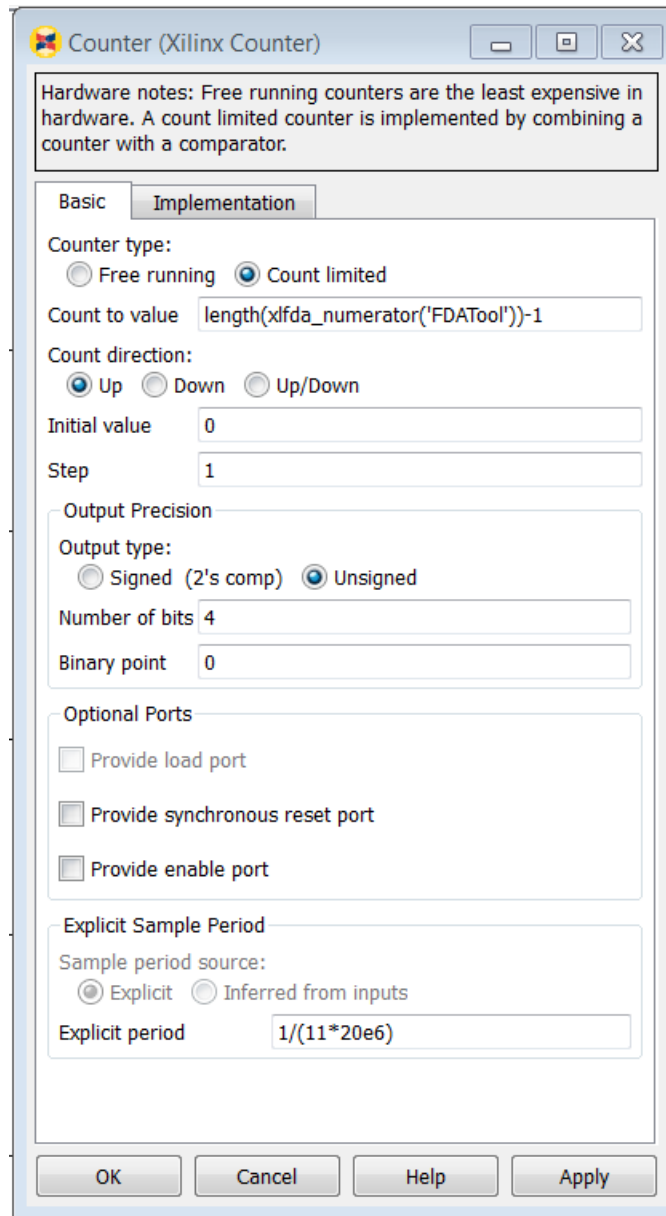 Counter (Xilinx Counter)
Hardware notes: Free running counters are the least expensive in
hardware. A count limited counter is implemented by combining a
counter with a comparator.
Basic Implementation
Counter type:
Free running Count limited
Count to value length(xlfda_numerator('FDATool'))-1
Count direction:
Up Down Up/Down
Initial value 0
Step 1
Output Precision
Output type:
Signed (2's comp) Unsigned
Number of bits 4
Binary point 0
Optional Ports
Provide load port
Provide synchronous reset port
Provide enable port
Explicit Sample Period
Sample period source:
Explicit Inferred from inputs
Explicit period 1/(11*20e6)
OK Cancel Help Apply